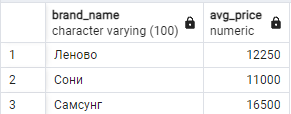 brand_name avg_price
character varying (100) numeric
1 Леново 12250
2 Сони 11000
3 Самсунг 16500